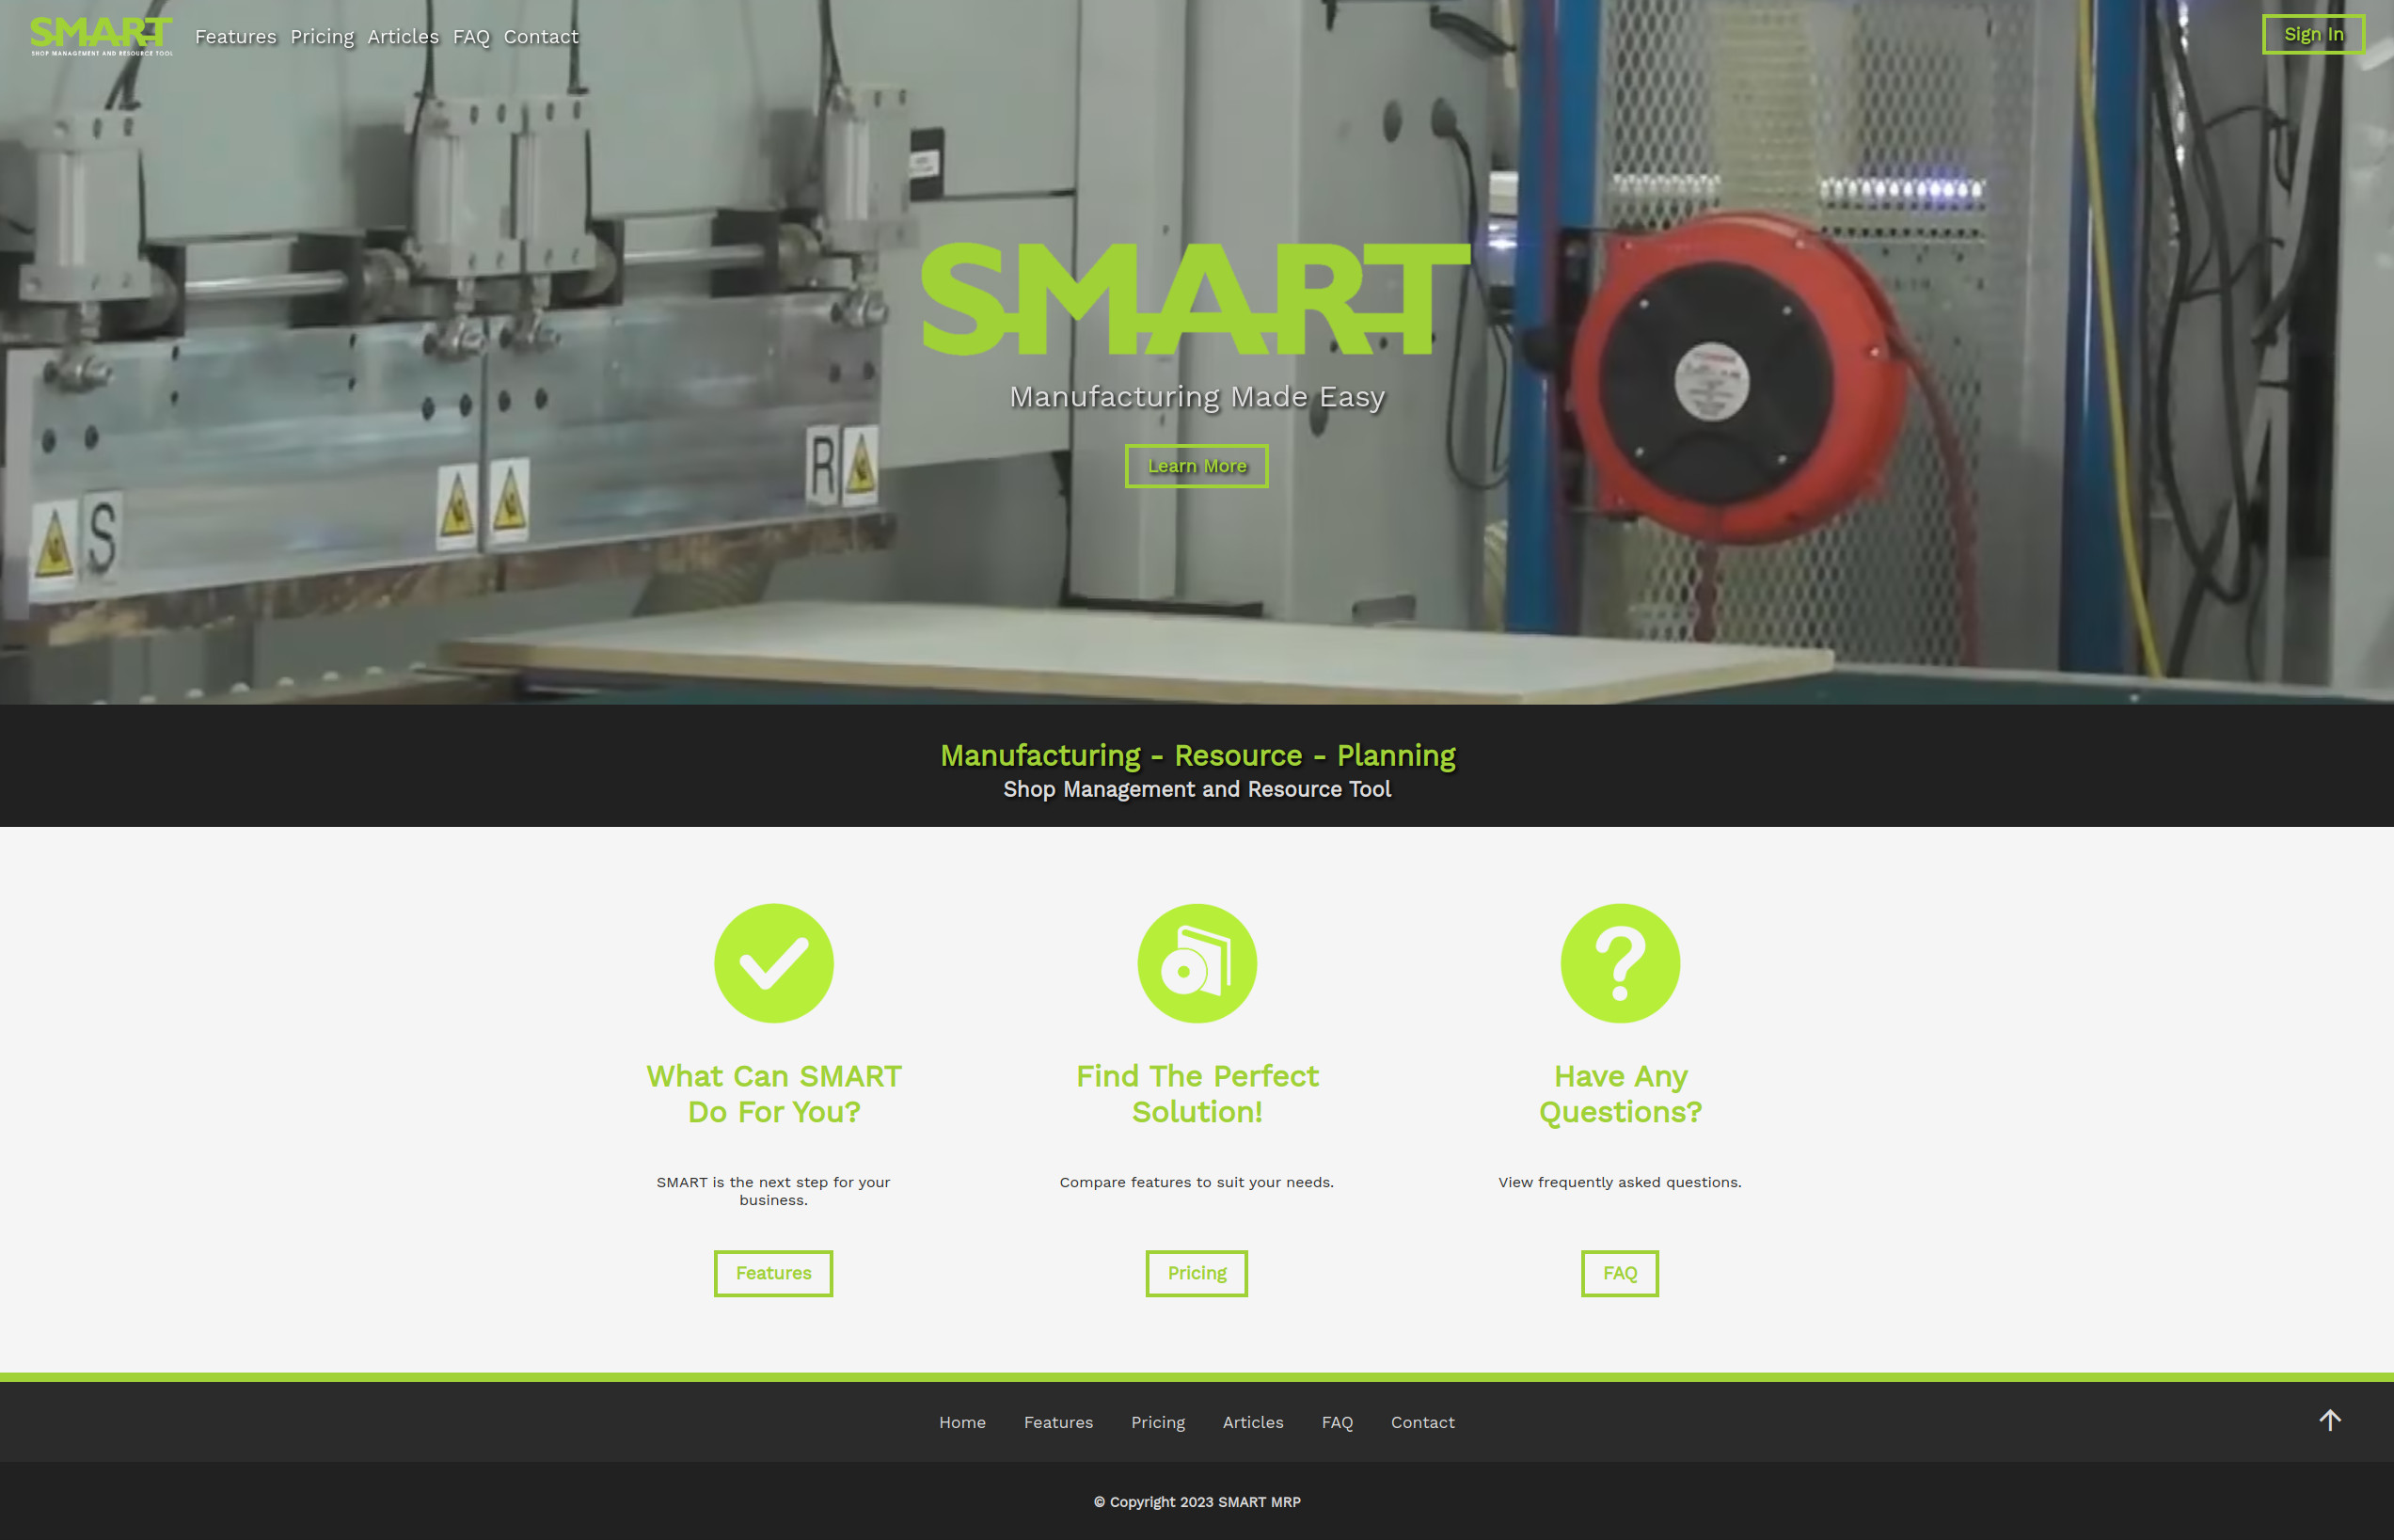 SMART
SHOP MANAGEMENT AND RESOURCE TOOL
Features Pricing Articles FAQ Contact
Sign In
SMART
Manufacturing Made Easy
Learn More
S
R
Manufacturing - Resource - Planning
Shop Management and Resource Tool
What Can SMART
Do For You?
SMART is the next step for your
business.
Features
Find The Perfect
Solution!
Compare features to suit your needs.
Pricing
Have Any
Questions?
View frequently asked questions.
FAQ
Home Features Pricing Articles FAQ Contact
© Copyright 2023 SMART MRP